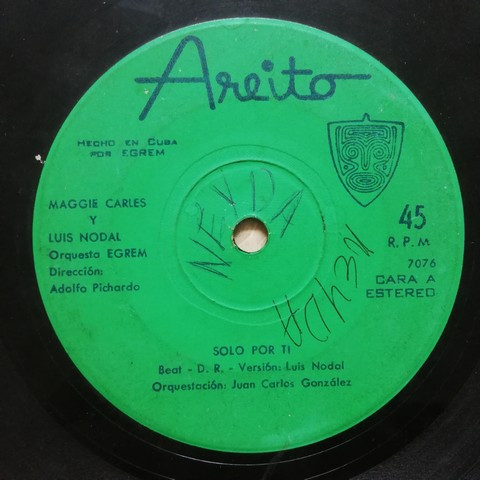 Areito
HECHO EN CUBA
POR EGREM
MAGGIE CARLES
Y
LUIS NODAL
Orquesta EGREM
Dirección:
Adolfo Pichardo
45
R.P.M.
7076
CARA A
ESTEREO
NEYDA
NEYDA
SOLO POR TI
Beat - D. R. - Versión: Luis Nodal
Orquestación: Juan Carlos González